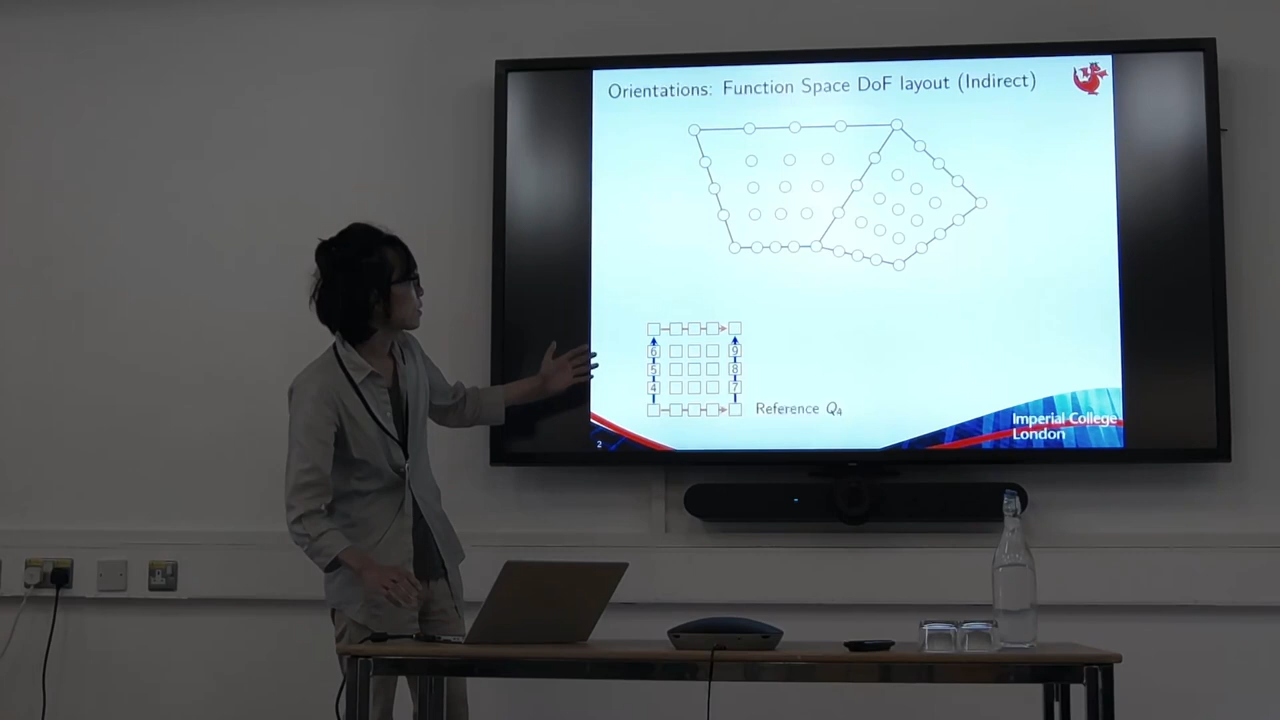 Orientations: Function Space DoF layout (Indirect)
6 9
5 8
4 7
Reference Q4
Imperial College
London
2